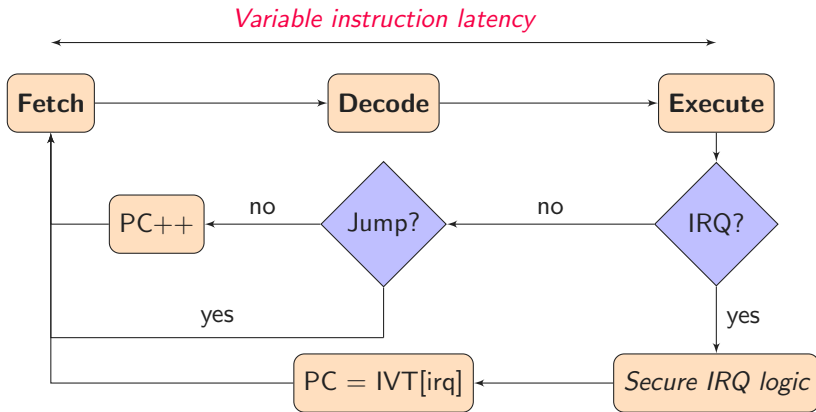 Variable instruction latency
Fetch
Decode
Execute
PC++
no
Jump?
no
IRQ?
yes
yes
PC = IVT[irq]
Secure IRQ logic